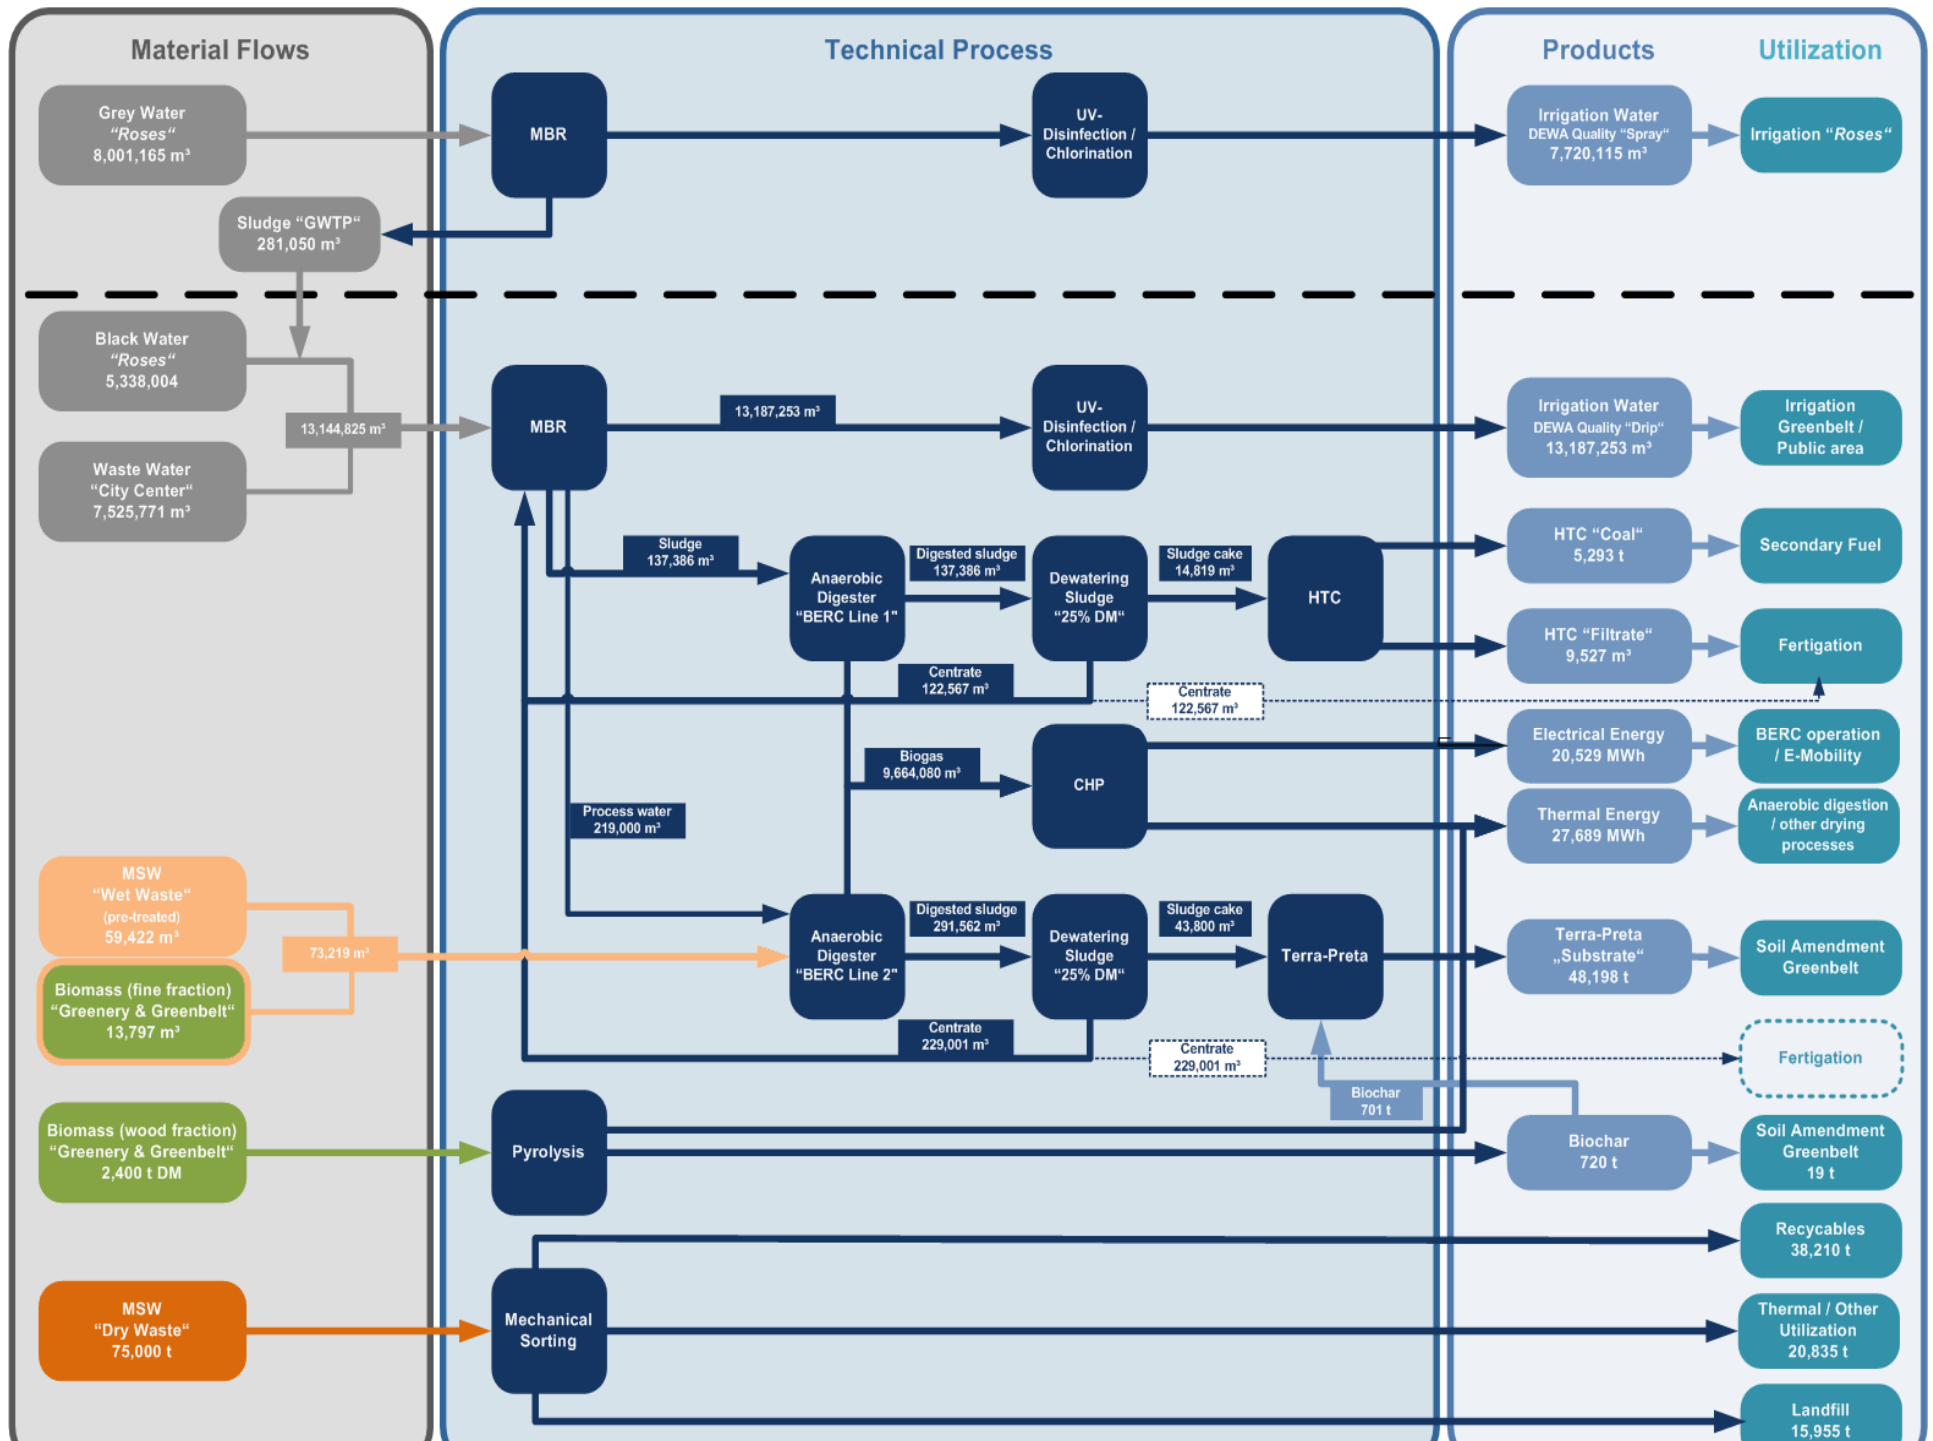 Material Flows
Technical Process
Products
Utilization
Grey Water
“Roses“
8,001,165 m³
MBR
UV-
Disinfection /
Chlorination
Irrigation Water
DEWA Quality “Spray“
7,720,115 m³
Irrigation “Roses“
Sludge “GWTP“
281,050 m³
Black Water
“Roses“
5,338,004
13,144,825 m³
Waste Water
“City Center“
7,525,771 m³
MBR
13,187,253 m³
UV-
Disinfection /
Chlorination
Irrigation Water
DEWA Quality “Drip“
13,187,253 m³
Irrigation
Greenbelt /
Public area
Sludge
137,386 m³
Anaerobic
Digester
“BERC Line 1"
Digested sludge
137,386 m³
Dewatering
Sludge
“25% DM“
Sludge cake
14,819 m³
HTC
HTC “Coal“
5,293 t
Secondary Fuel
HTC “Filtrate“
9,527 m³
Fertigation
Centrate
122,567 m³
Centrate
122,567 m³
Biogas
9,664,080 m³
CHP
Electrical Energy
20,529 MWh
BERC operation
/ E-Mobility
Thermal Energy
27,689 MWh
Anaerobic digestion
/ other drying
processes
Process water
219,000 m³
MSW
“Wet Waste“
(pre-treated)
59,422 m³
73,219 m³
Biomass (fine fraction)
“Greenery & Greenbelt“
13,797 m³
Anaerobic
Digester
“BERC Line 2"
Digested sludge
291,562 m³
Dewatering
Sludge
“25% DM“
Sludge cake
43,800 m³
Terra-Preta
Terra-Preta
„Substrate“
48,198 t
Soil Amendment
Greenbelt
Centrate
229,001 m³
Centrate
229,001 m³
Fertigation
Biochar
701 t
Biomass (wood fraction)
“Greenery & Greenbelt“
2,400 t DM
Pyrolysis
Biochar
720 t
Soil Amendment
Greenbelt
19 t
Recycables
38,210 t
MSW
“Dry Waste“
75,000 t
Mechanical
Sorting
Thermal / Other
Utilization
20,835 t
Landfill
15,955 t